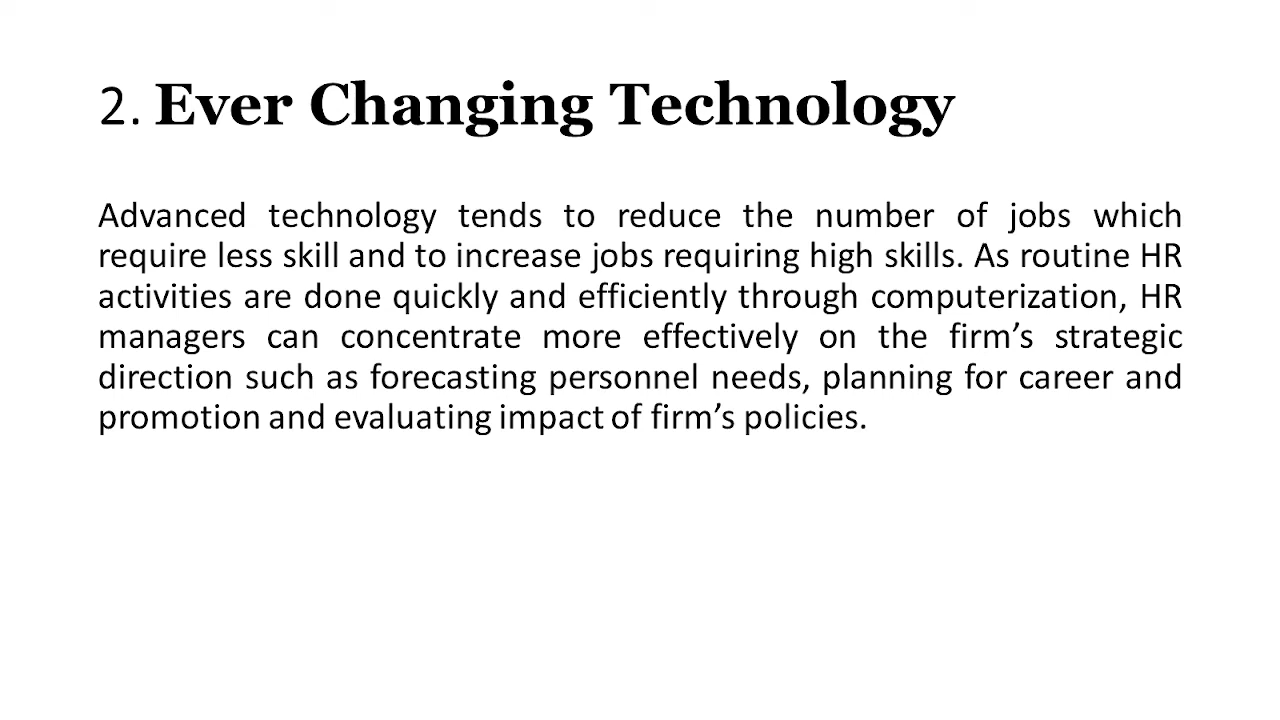 2. Ever Changing Technology
Advanced technology tends to reduce the number of jobs which
require less skill and to increase jobs requiring high skills. As routine HR
activities are done quickly and efficiently through computerization, HR
managers can concentrate more effectively on the firm’s strategic
direction such as forecasting personnel needs, planning for career and
promotion and evaluating impact of firm’s policies.